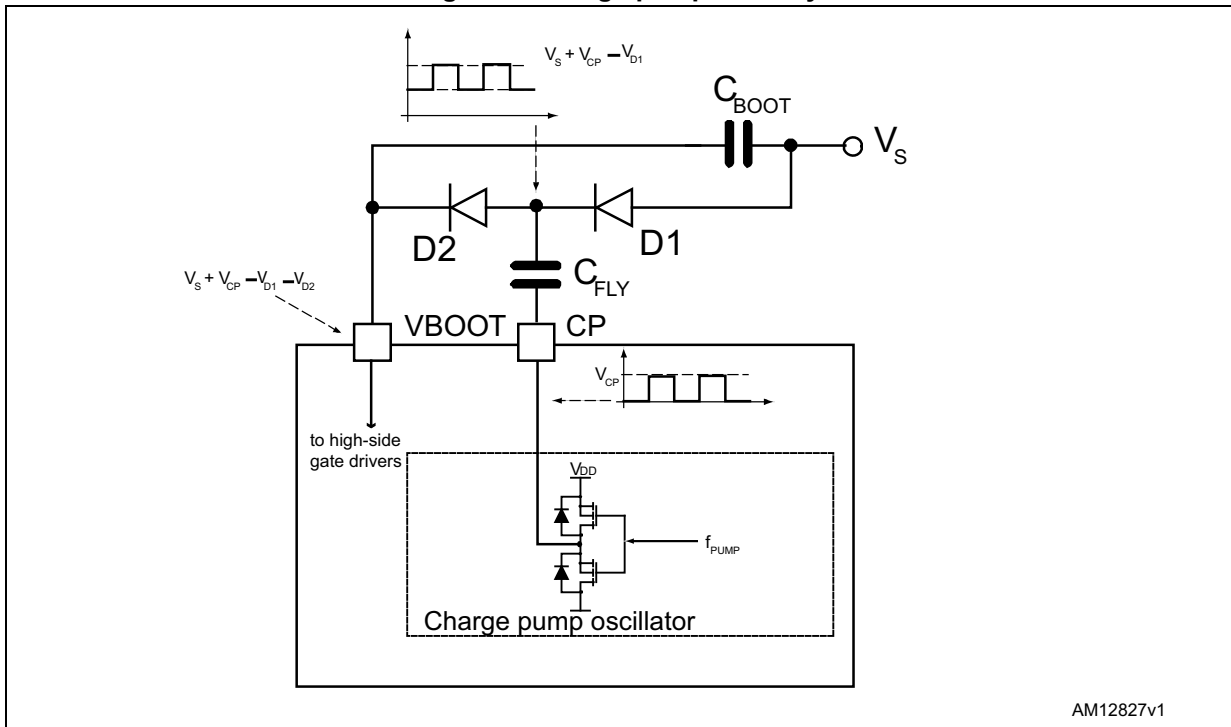 V_S + V_CP – V_D1
C_BOOT
V_S
D2
D1
C_FLY
V_S + V_CP – V_D1 – V_D2
VBOOT
CP
V_CP
to high-side
gate drivers
VDD
f_PUMP
Charge pump oscillator
AM12827v1